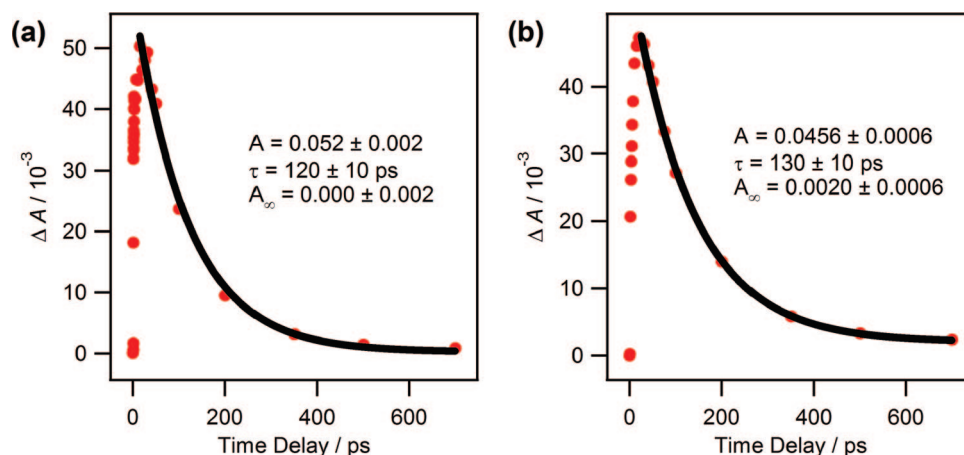 (a)
50
40
30
20
10
0
Δ A / 10⁻³
A = 0.052 ± 0.002
τ = 120 ± 10 ps
A∞ = 0.000 ± 0.002
0 200 400 600
Time Delay / ps
(b)
40
30
20
10
0
Δ A / 10⁻³
A = 0.0456 ± 0.0006
τ = 130 ± 10 ps
A∞ = 0.0020 ± 0.0006
0 200 400 600
Time Delay / ps